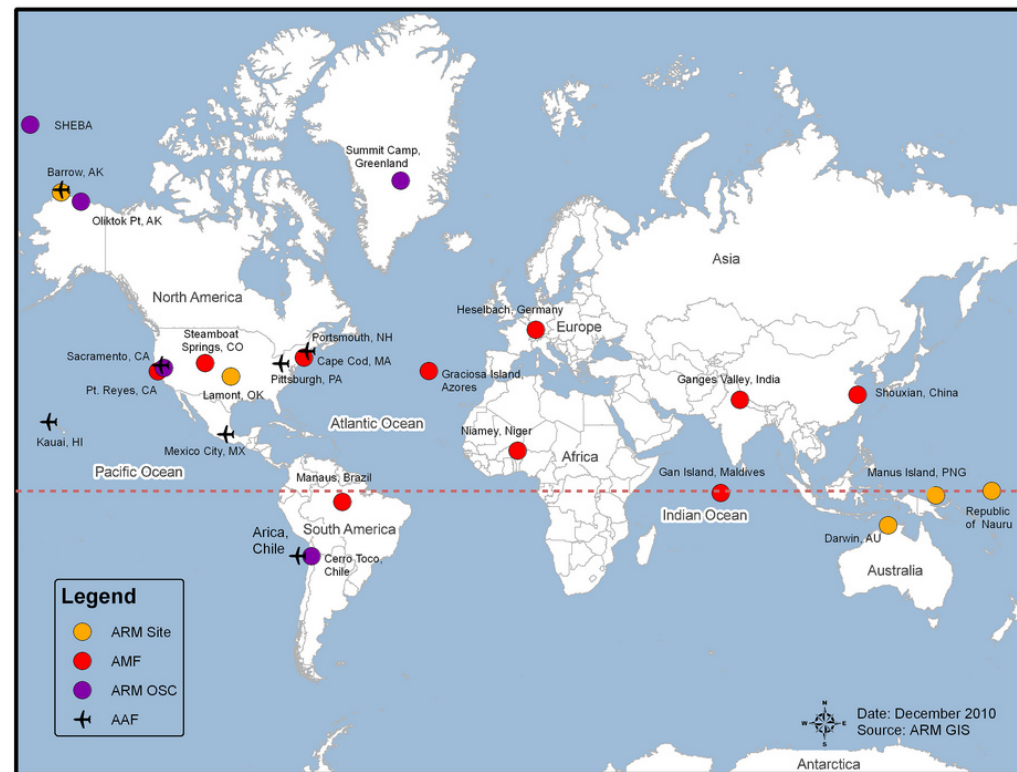 SHEBA
Summit Camp,
Greenland
Barrow, AK
Oliktok Pt, AK
Asia
North America
Heselbach, Germany
Europe
Steamboat
Springs, CO
Portsmouth, NH
Sacramento, CA
Cape Cod, MA
Pittsburgh, PA
Pt. Reyes, CA
Lamont, OK
Graciosa Island,
Azores
Ganges Valley, India
Shouxian, China
Kauai, HI
Atlantic Ocean
Mexico City, MX
Niamey, Niger
Africa
Pacific Ocean
Manaus, Brazil
Gan Island, Maldives
Manus Island, PNG
Indian Ocean
Republic
of Nauru
South America
Arica,
Chile
Darwin, AU
Cerro Toco,
Chile
Australia
Legend
ARM Site
AMF
ARM OSC
AAF
N
W
E
S
Date: December 2010
Source: ARM GIS
Antarctica